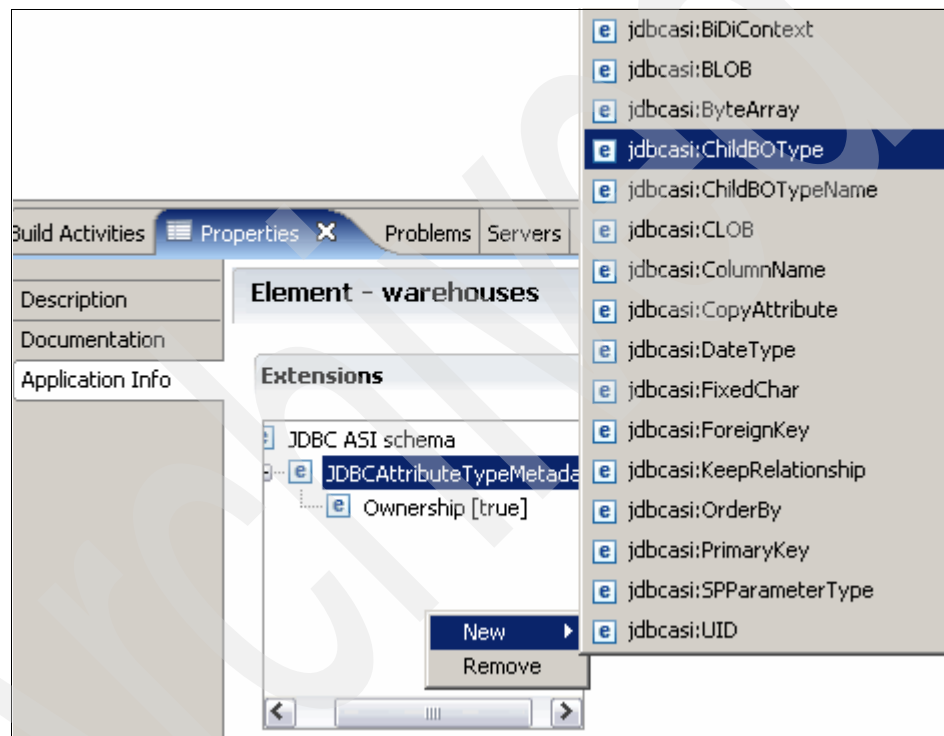 jdbcasi:BiDiContext
jdbcasi:BLOB
jdbcasi:ByteArray
jdbcasi:ChildBOType
jdbcasi:ChildBOTypeName
jdbcasi:CLOB
jdbcasi:ColumnName
jdbcasi:CopyAttribute
jdbcasi:DateType
jdbcasi:FixedChar
jdbcasi:ForeignKey
jdbcasi:KeepRelationship
jdbcasi:OrderBy
jdbcasi:PrimaryKey
jdbcasi:SPParameterType
jdbcasi:UID
Build Activities Properties Problems Servers
Description
Documentation
Application Info
Element - warehouses
Extensions
JDBC ASI schema
JDBCAttributeTypeMetada
Ownership [true]
New
Remove